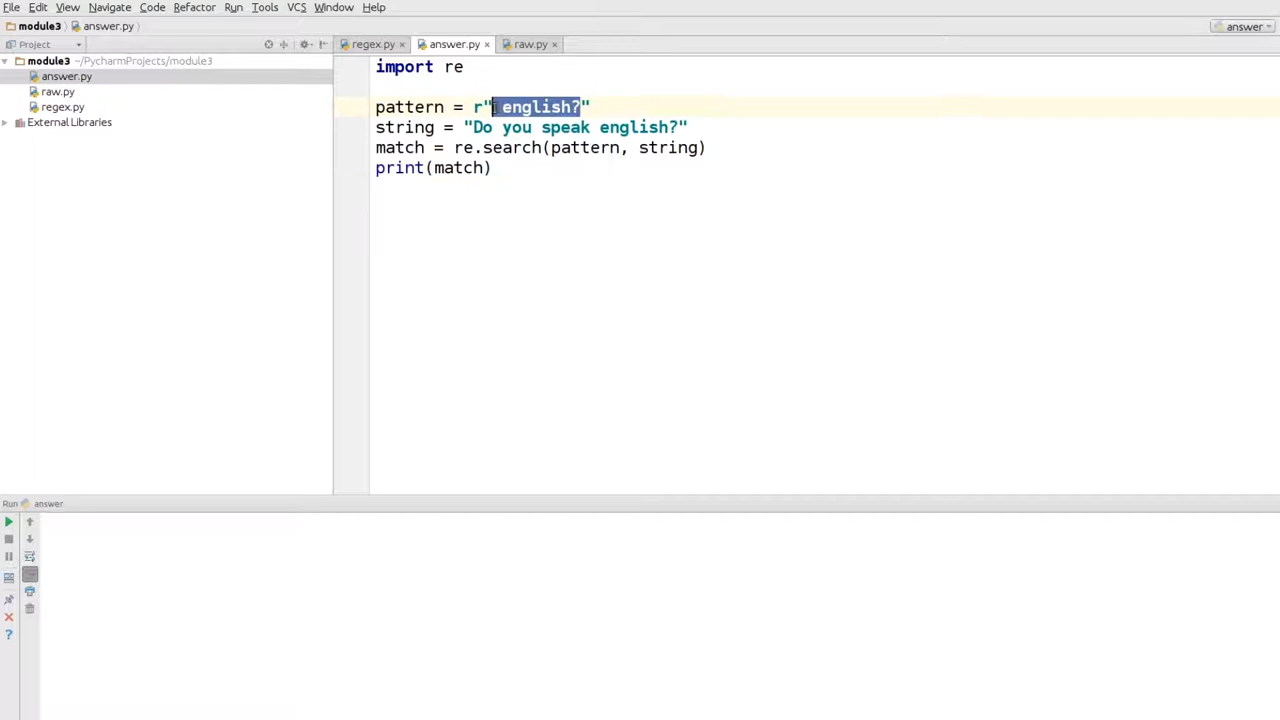 File Edit View Navigate Code Refactor Run Tools VCS Window Help
module3 answer.py answer
Project regex.py answer.py raw.py
module3 ~/PycharmProjects/module3
answer.py
raw.py
regex.py
External Libraries
import re
pattern = r" english?"
string = "Do you speak english?"
match = re.search(pattern, string)
print(match)
Run answer